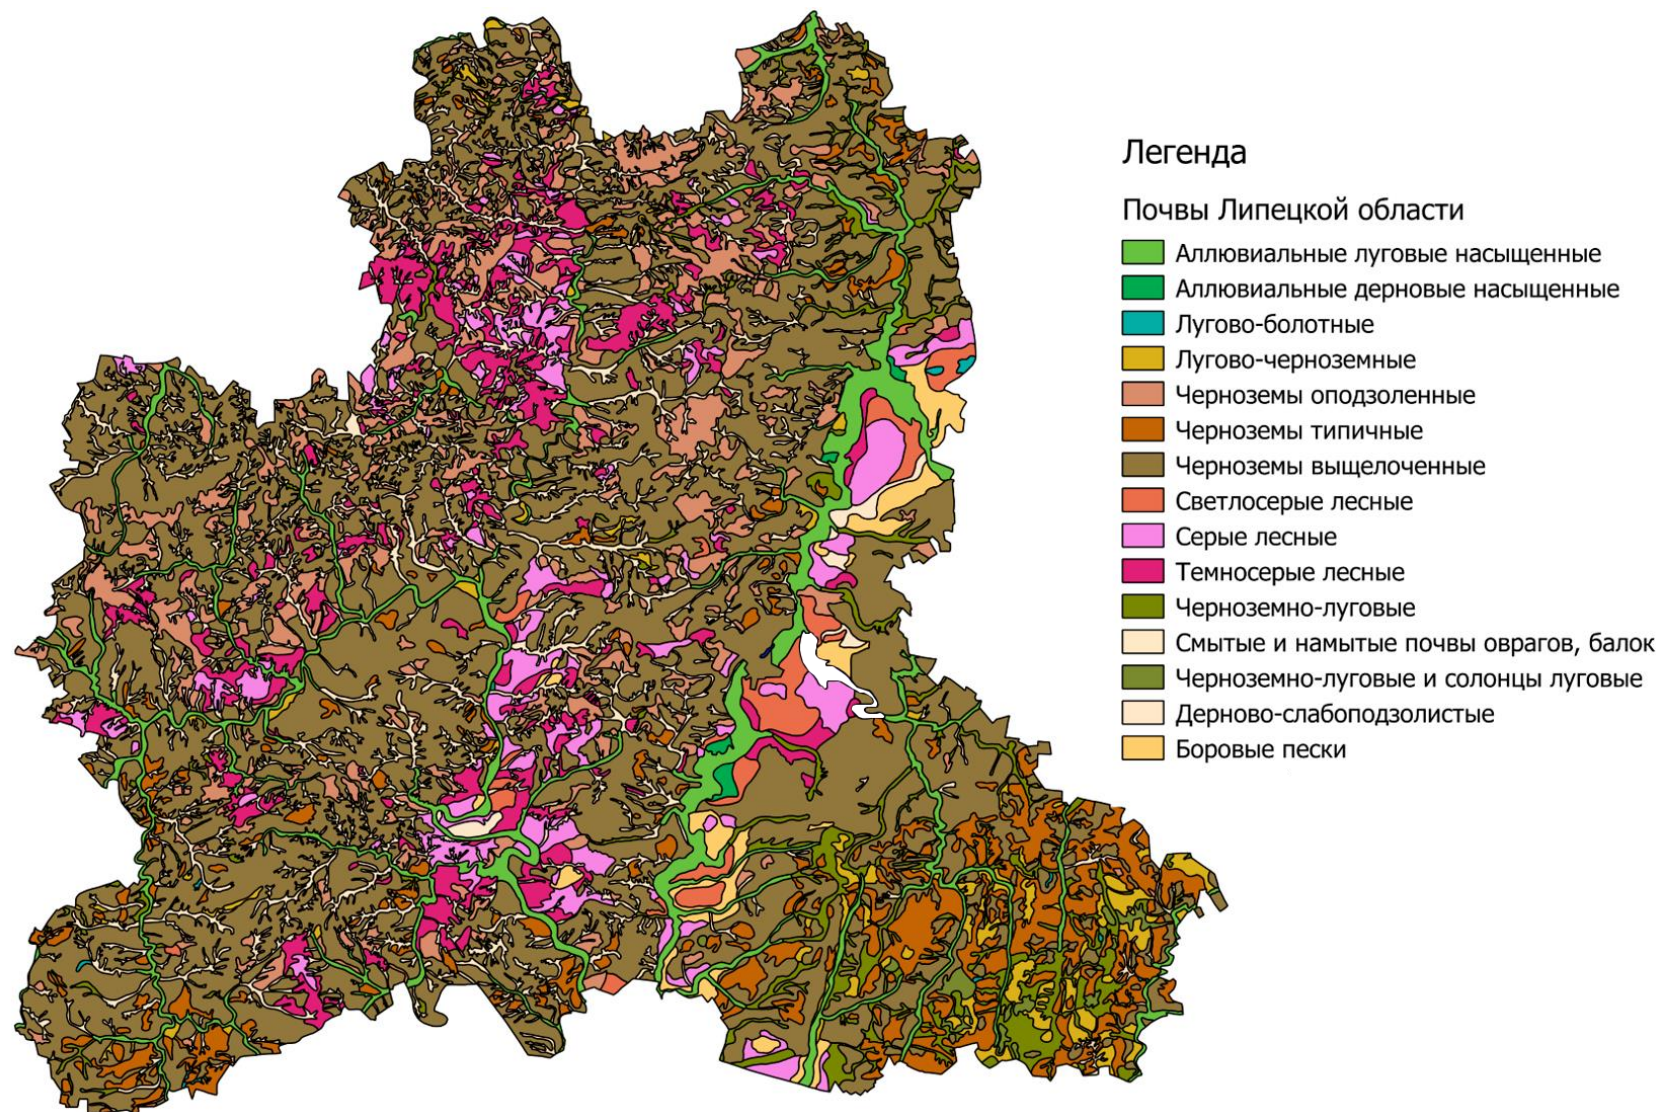 Легенда
Почвы Липецкой области
Аллювиальные луговые насыщенные
Аллювиальные дерновые насыщенные
Лугово-болотные
Лугово-черноземные
Черноземы оподзоленные
Черноземы типичные
Черноземы выщелоченные
Светлосерые лесные
Серые лесные
Темносерые лесные
Черноземно-луговые
Смытые и намытые почвы оврагов, балок
Черноземно-луговые и солонцы луговые
Дерново-слабоподзолистые
Боровые пески